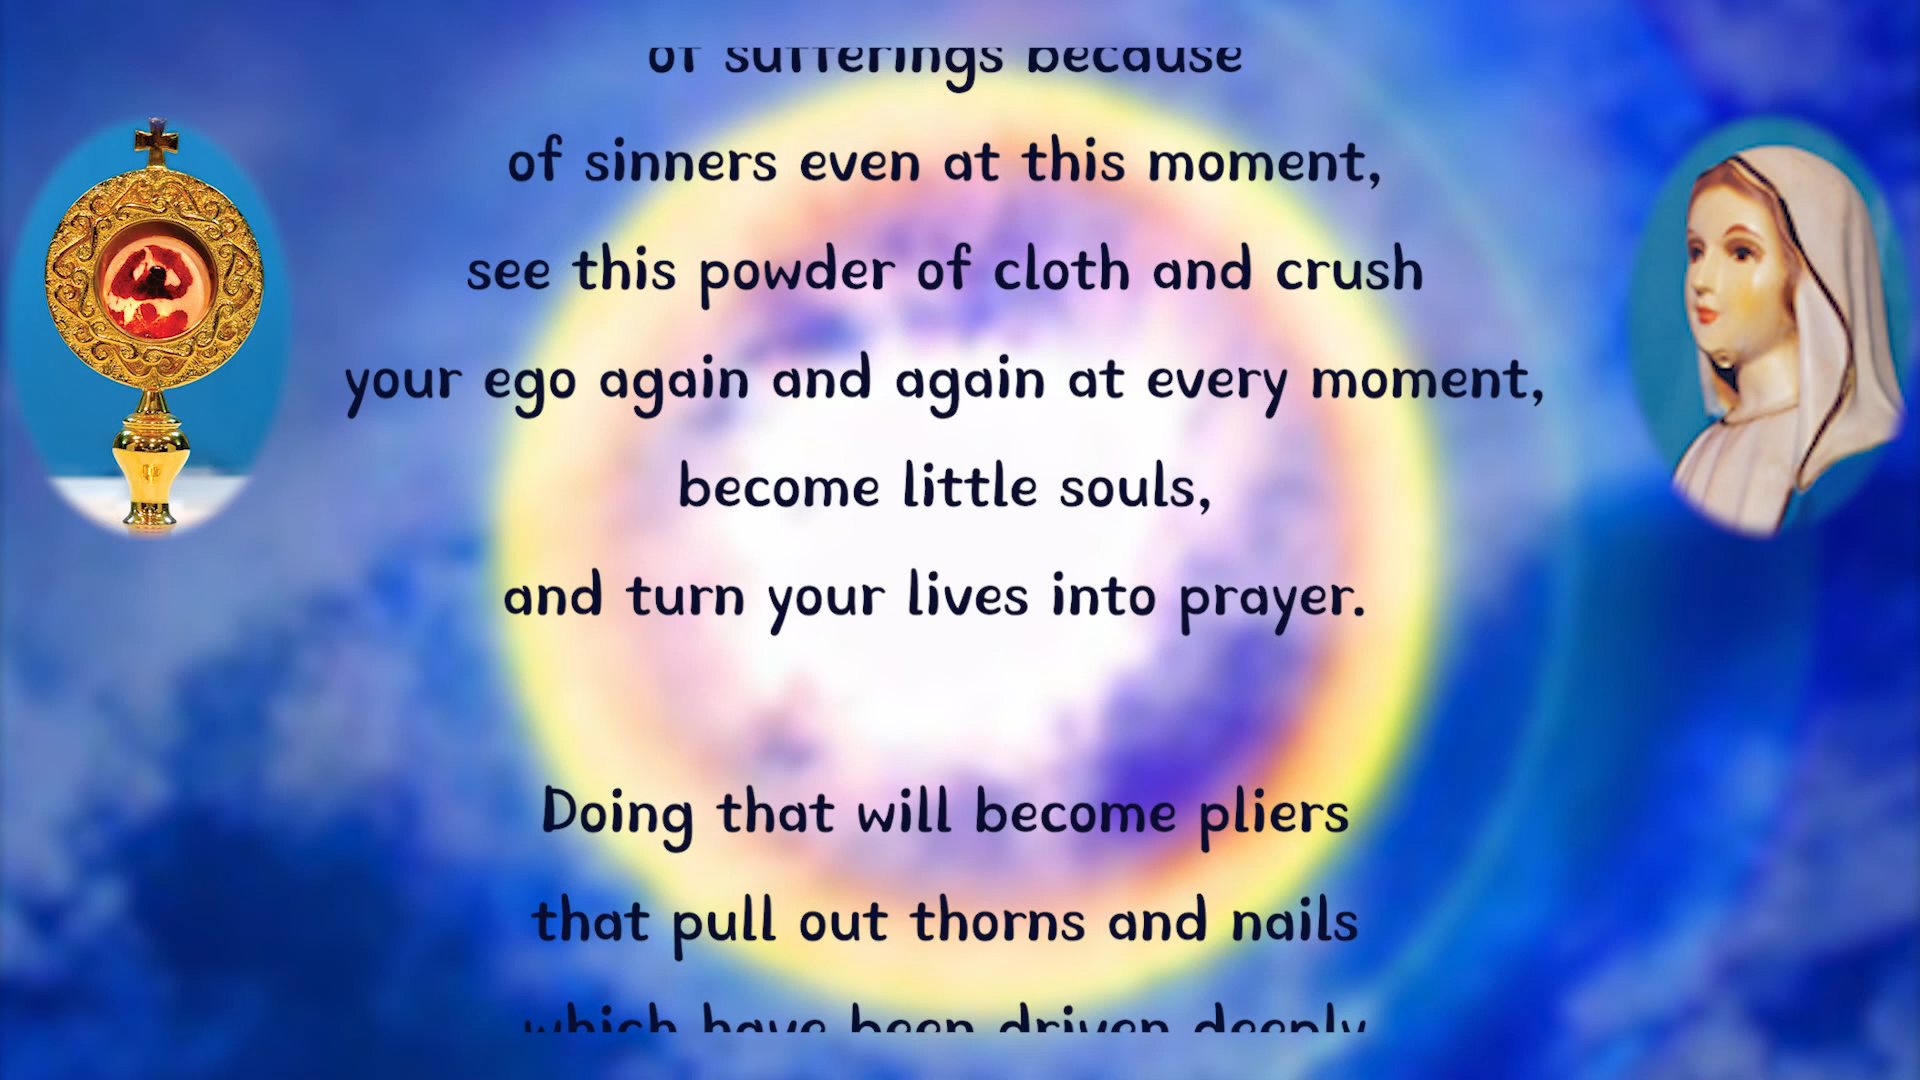 of sufferings because
of sinners even at this moment,
see this powder of cloth and crush
your ego again and again at every moment,
become little souls,
and turn your lives into prayer.
Doing that will become pliers
that pull out thorns and nails
which have been driven deeply